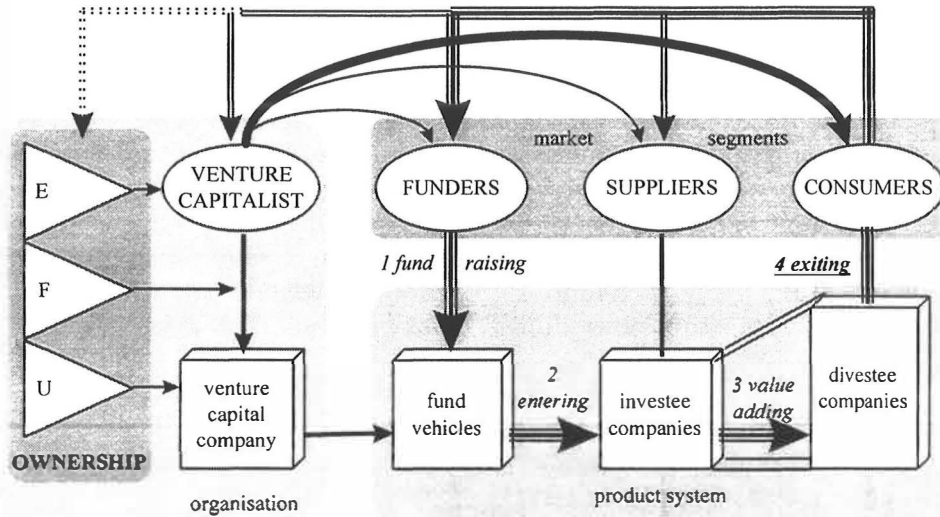 market segments
E
VENTURE
CAPITALIST
FUNDERS
SUPPLIERS
CONSUMERS
1 fund raising
4 exiting
F
U
venture
capital
company
fund
vehicles
2
entering
investee
companies
3 value
adding
divestee
companies
OWNERSHIP
organisation
product system